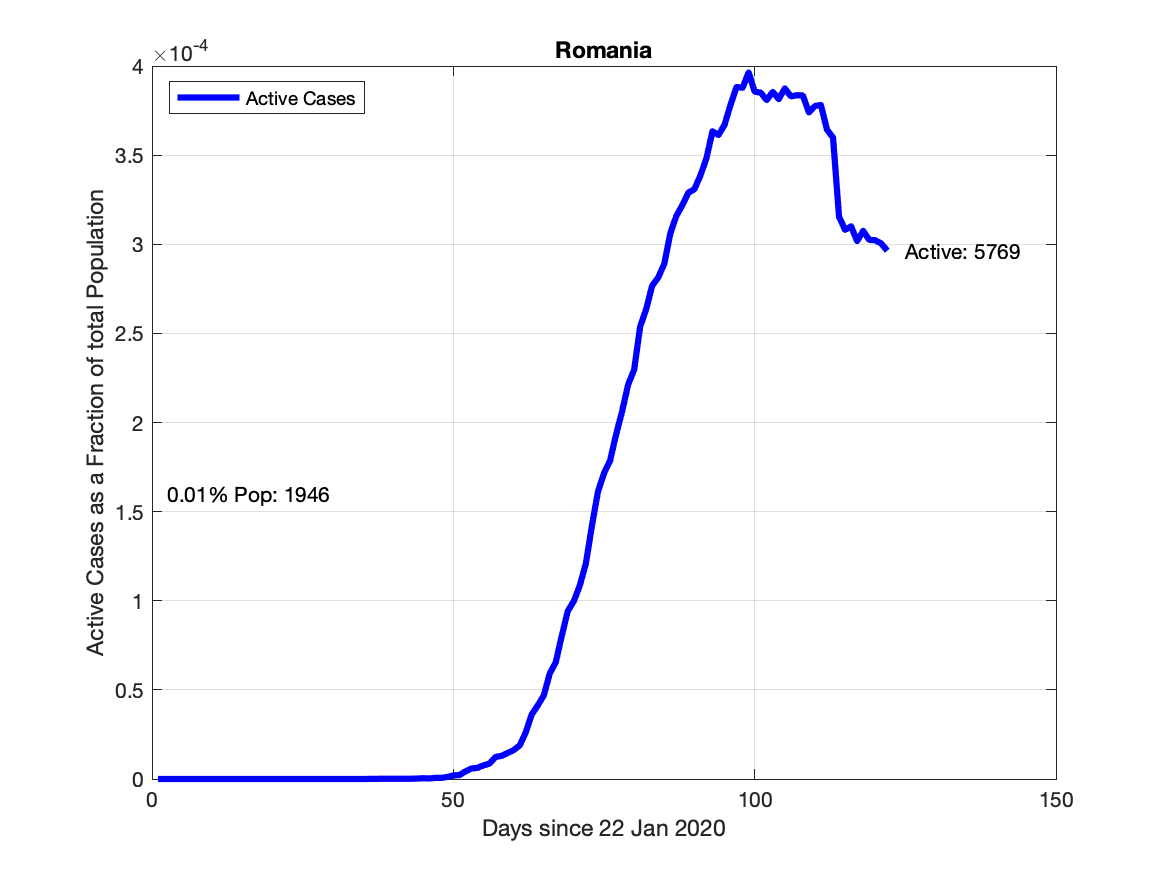 Romania
×10-4
4
3.5
3
2.5
2
1.5
1
0.5
0
Active Cases
Active: 5769
0.01% Pop: 1946
Active Cases as a Fraction of total Population
0
50
100
150
Days since 22 Jan 2020